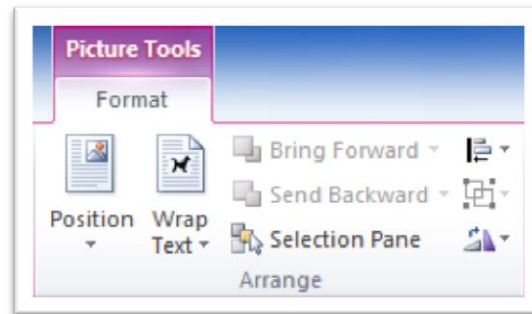 Picture Tools
Format
Position
Wrap
Text
Bring Forward
Send Backward
Selection Pane
Arrange